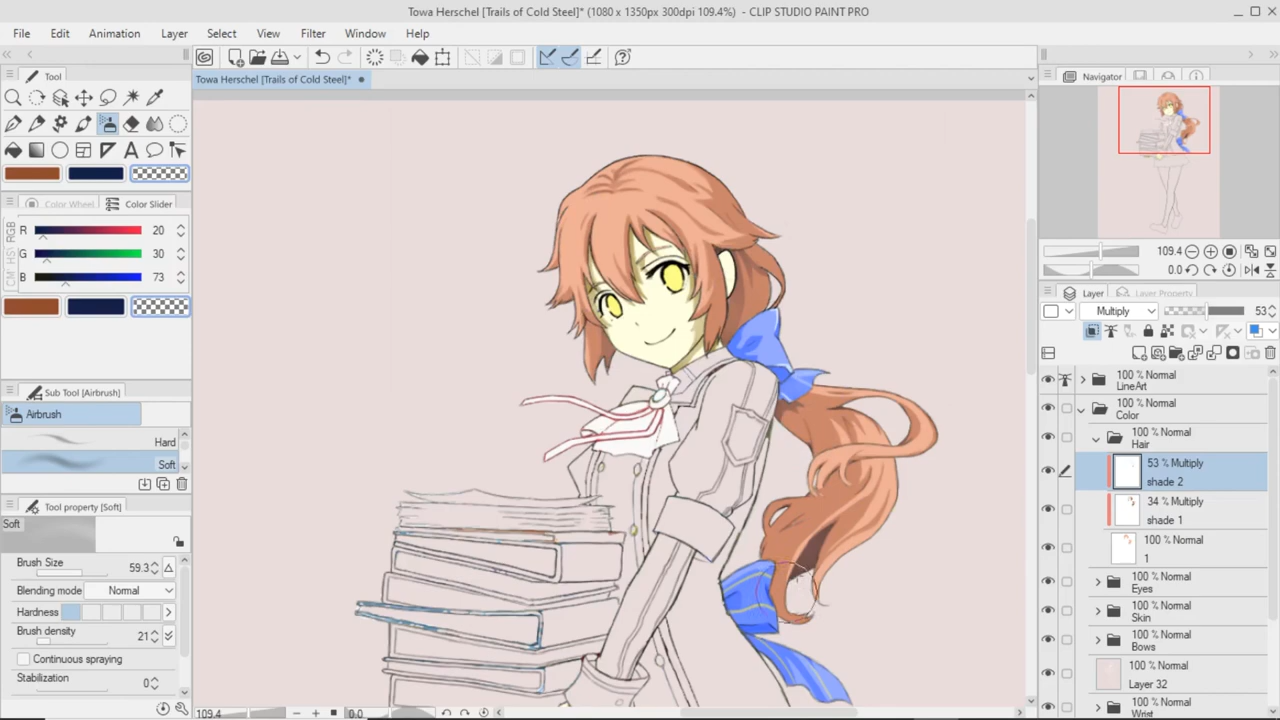 Towa Herschel [Trails of Cold Steel]* (1080 x 1350px 300dpi 109.4%) - CLIP STUDIO PAINT PRO
File Edit Animation Layer Select View Filter Window Help
Tool
Towa Herschel [Trails of Cold Steel]*
Navigator
Color Wheel Color Slider
RGB
R 20
G 30
B 73
109.4
0.0
Layer Layer Property
Multiply 53
Sub Tool [Airbrush]
Airbrush
Hard
Soft
Tool property [Soft]
Soft
Brush Size 59.3
Blending mode Normal
Hardness
Brush density 21
Continuous spraying
Stabilization 0
100 % Normal
LineArt
100 % Normal
Color
100 % Normal
Hair
53 % Multiply
shade 2
34 % Multiply
shade 1
100 % Normal
1
100 % Normal
Eyes
100 % Normal
Skin
100 % Normal
Bows
100 % Normal
Layer 32
100 % Normal
Wrist
109.4 0.0